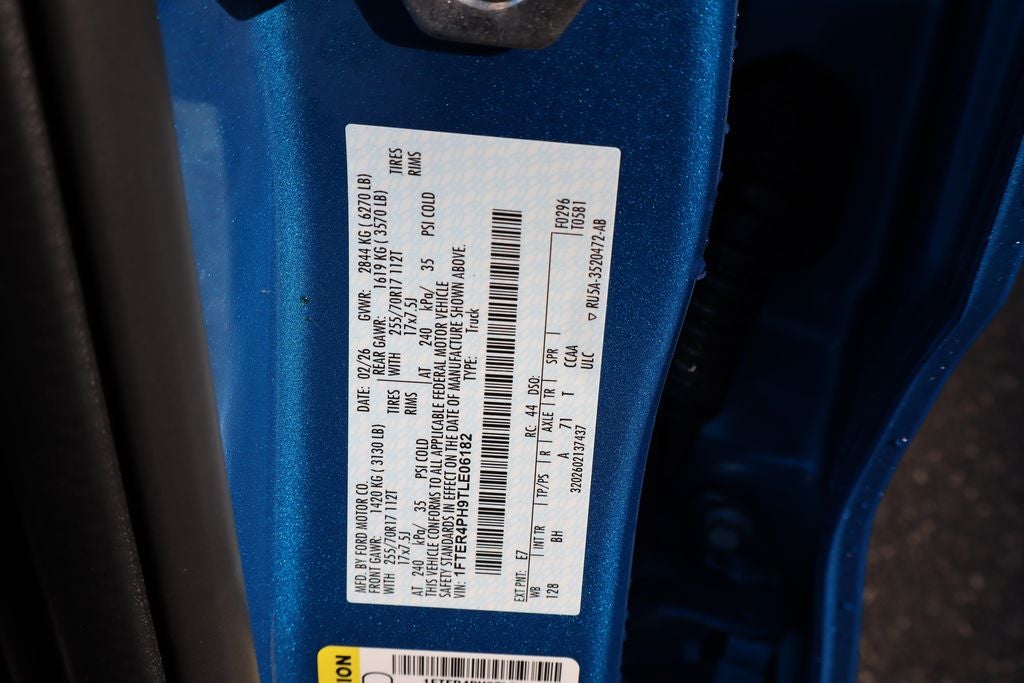 MFD. BY FORD MOTOR CO. DATE: 02/26 GVWR: 2844 KG ( 6270 LB)
FRONT GAWR: 1420 KG ( 3130 LB) REAR GAWR: 1619 KG ( 3570 LB)
WITH 255/70R17 112T TIRES WITH 255/70R17 112T TIRES
17x7.5J RIMS 17x7.5J RIMS
AT 240 kPa/ 35 PSI COLD AT 240 kPa/ 35 PSI COLD
THIS VEHICLE CONFORMS TO ALL APPLICABLE FEDERAL MOTOR VEHICLE
SAFETY STANDARDS IN EFFECT ON THE DATE OF MANUFACTURE SHOWN ABOVE.
VIN: 1FTER4PH9TLE06182 TYPE: Truck
EXT PNT: E7 RC: 44 DSO: F0296
WB INT TR TP/PS R AXLE TR SPR T0581
128 BH A 71 T CCAA
3202602137437 ULC ▽ RU5A-3520472-AB